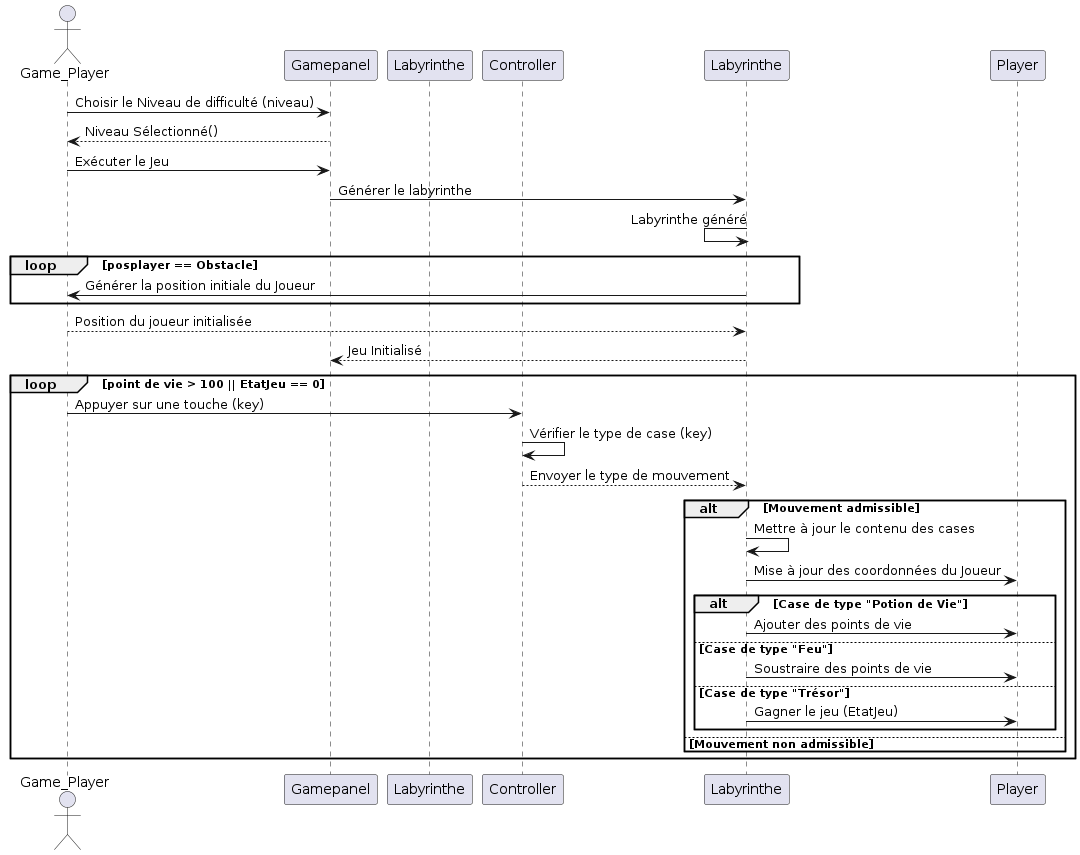 Game_Player
Gamepanel
Labyrinthe
Controller
Labyrinthe
Player
Choisir le Niveau de difficulté (niveau)
Niveau Sélectionné()
Exécuter le Jeu
Générer le labyrinthe
Labyrinthe généré
loop [posplayer == Obstacle]
Générer la position initiale du Joueur
Position du joueur initialisée
Jeu Initialisé
loop [point de vie > 100 || EtatJeu == 0]
Appuyer sur une touche (key)
Vérifier le type de case (key)
Envoyer le type de mouvement
alt [Mouvement admissible]
Mettre à jour le contenu des cases
Mise à jour des coordonnées du Joueur
alt [Case de type "Potion de Vie"]
Ajouter des points de vie
[Case de type "Feu"]
Soustraire des points de vie
[Case de type "Trésor"]
Gagner le jeu (EtatJeu)
[Mouvement non admissible]
Game_Player
Gamepanel
Labyrinthe
Controller
Labyrinthe
Player